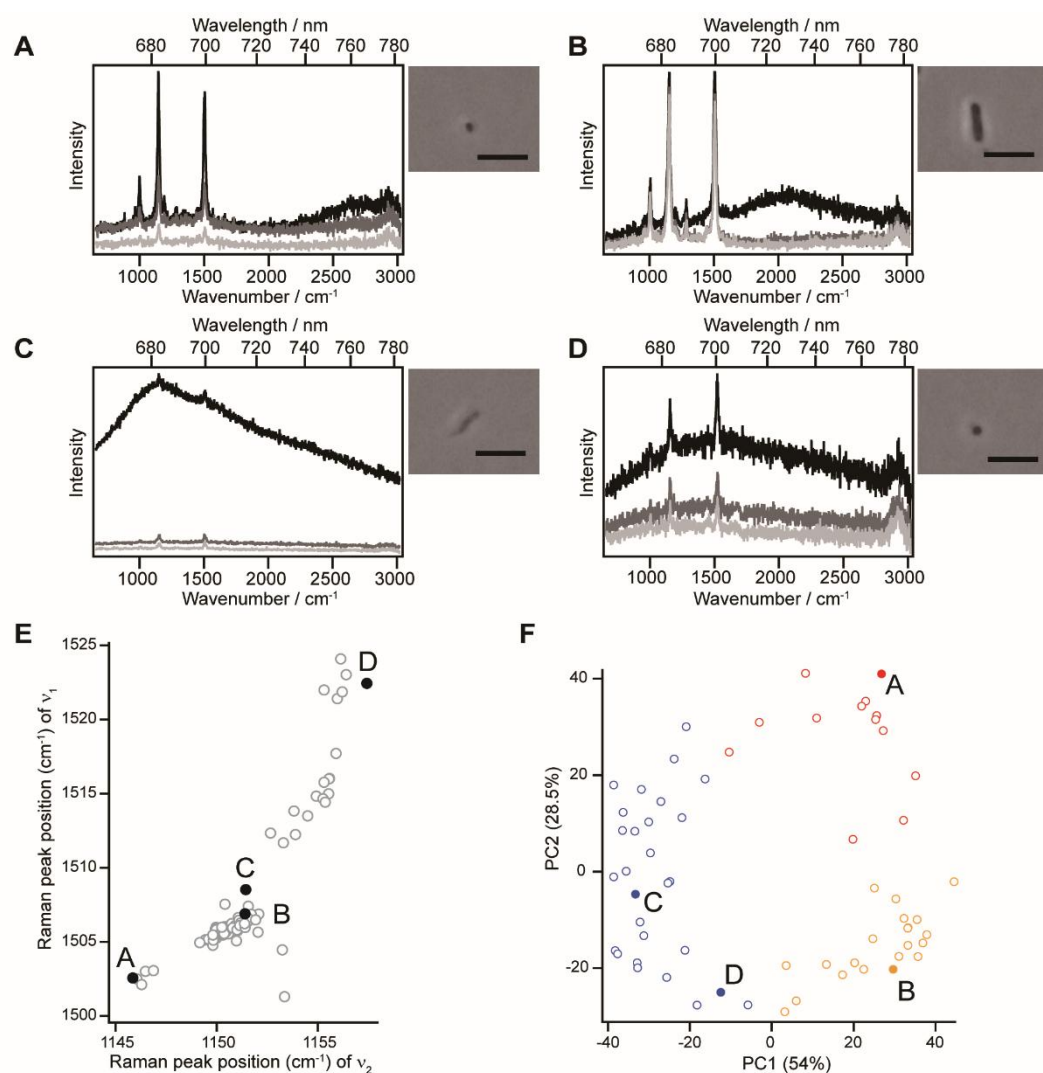 A
Wavelength / nm
680 700 720 740 760 780
Intensity
1000 1500 2000 2500 3000
Wavenumber / cm⁻¹
B
Wavelength / nm
680 700 720 740 760 780
Intensity
1000 1500 2000 2500 3000
Wavenumber / cm⁻¹
C
Wavelength / nm
680 700 720 740 760 780
Intensity
1000 1500 2000 2500 3000
Wavenumber / cm⁻¹
D
Wavelength / nm
680 700 720 740 760 780
Intensity
1000 1500 2000 2500 3000
Wavenumber / cm⁻¹
E
Raman peak position (cm⁻¹) of ν₁
1525
1520
1515
1510
1505
1500
D
C
B
A
1145 1150 1155
Raman peak position (cm⁻¹) of ν₂
F
PC2 (28.5%)
40
20
0
-20
A
C
D
B
-40 -20 0 20 40
PC1 (54%)